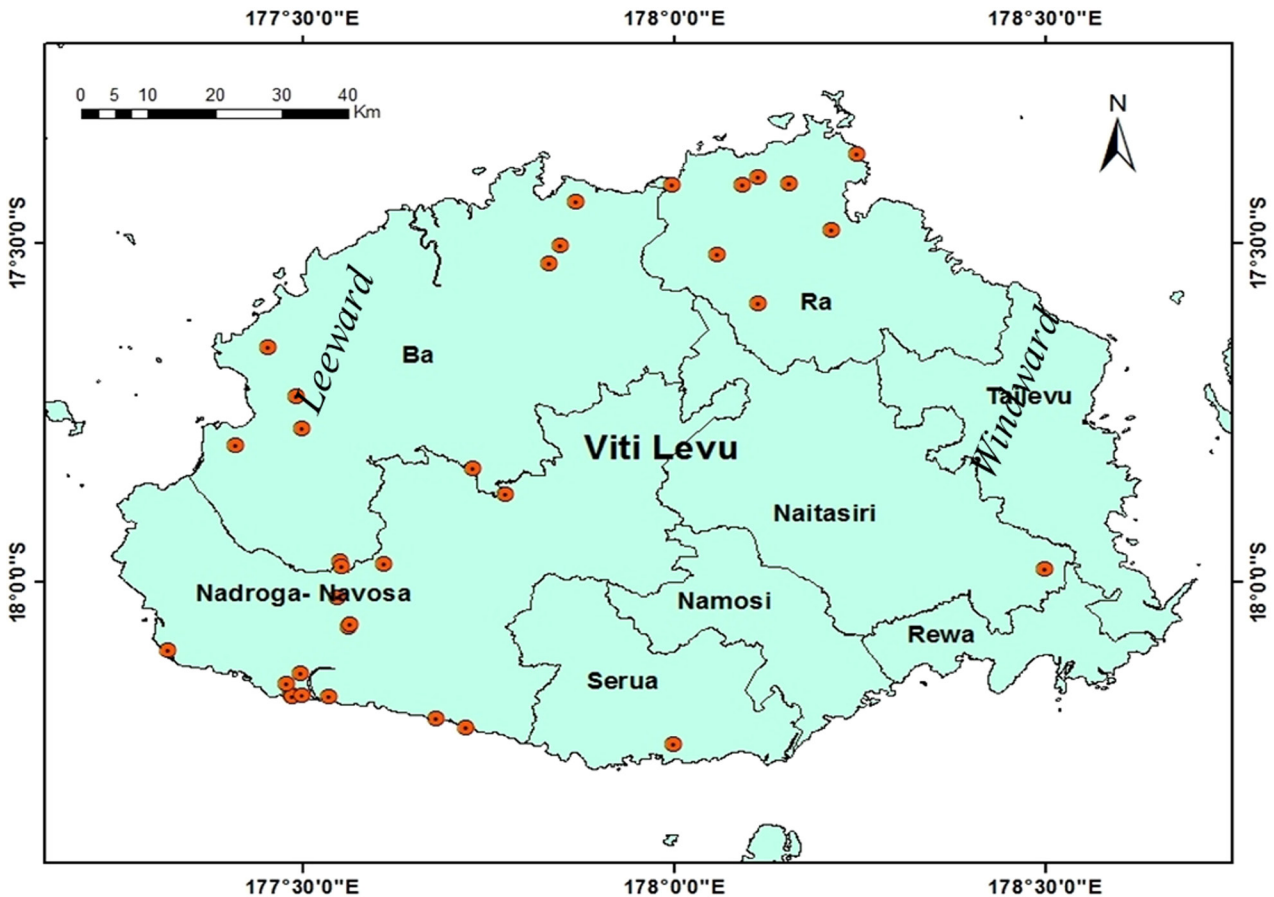 177°30'0"E 178°0'0"E 178°30'0"E
0 5 10 20 30 40
Km
N
17°30'0"S
17°30'0"S
Leeward
Ra
Windward
Ba
Tailevu
Viti Levu
Naitasiri
18°0'0"S
18°0'0"S
Nadroga- Navosa
Namosi
Rewa
Serua
177°30'0"E 178°0'0"E 178°30'0"E